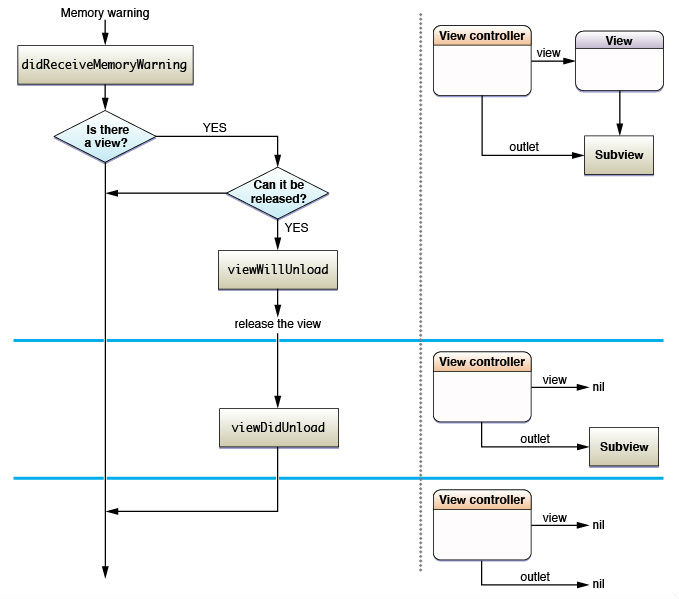 Memory warning
didReceiveMemoryWarning
Is there
a view?
YES
Can it be
released?
YES
viewWillUnload
release the view
viewDidUnload
View controller
view
View
outlet
Subview
View controller
view
nil
outlet
Subview
View controller
view
nil
outlet
nil